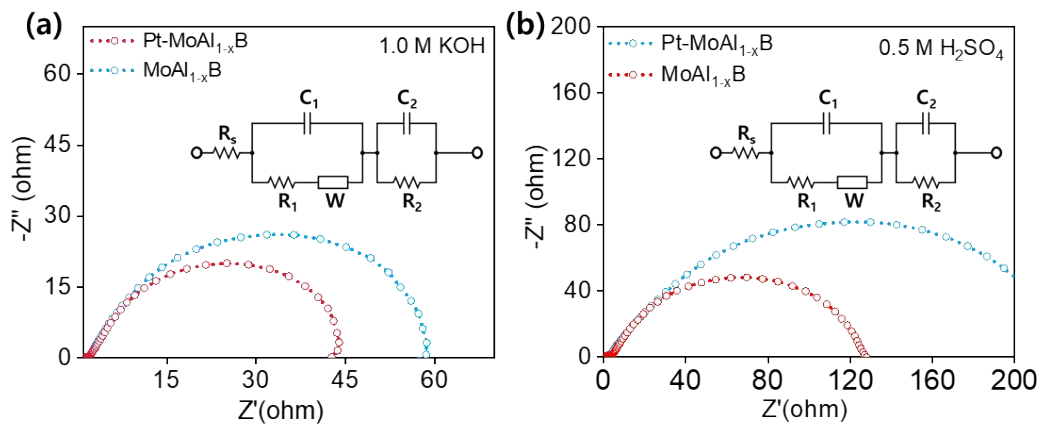 (a)
Pt-MoAl₁₋ₓB
MoAl₁₋ₓB
1.0 M KOH
C₁
C₂
Rₛ
R₁
W
R₂
-Z'' (ohm)
60
45
30
15
0
15
30
45
60
Z'(ohm)
(b)
Pt-MoAl₁₋ₓB
MoAl₁₋ₓB
0.5 M H₂SO₄
C₁
C₂
Rₛ
R₁
W
R₂
-Z'' (ohm)
200
160
120
80
40
0
0
40
80
120
160
200
Z'(ohm)